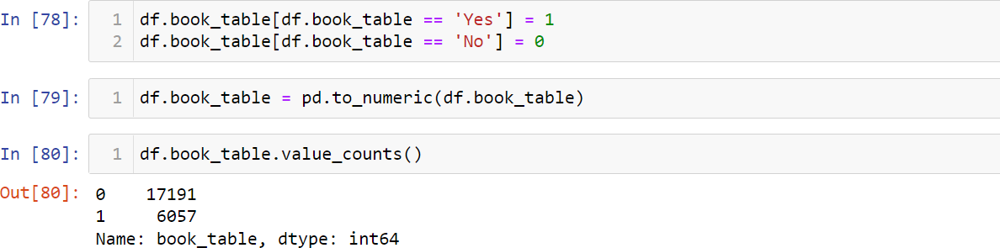 In [78]: 1 df.book_table[df.book_table == 'Yes'] = 1
2 df.book_table[df.book_table == 'No'] = 0
In [79]: 1 df.book_table = pd.to_numeric(df.book_table)
In [80]: 1 df.book_table.value_counts()
Out[80]: 0 17191
1 6057
Name: book_table, dtype: int64